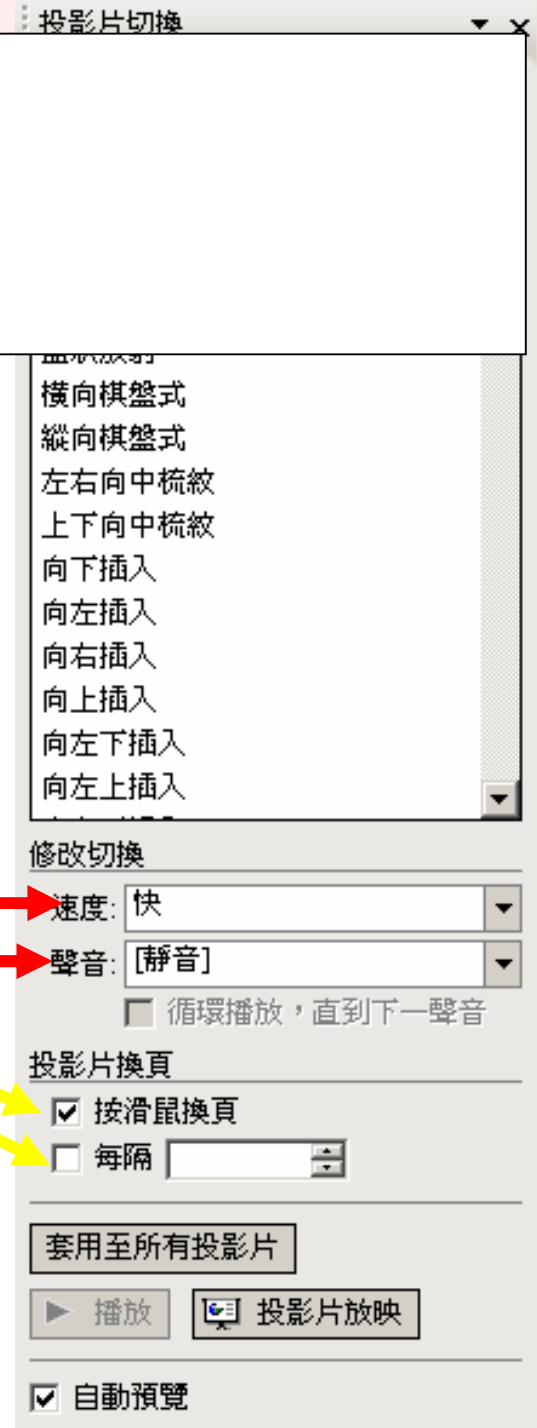 投影片切換
橫向棋盤式
縱向棋盤式
左右向中梳紋
上下向中梳紋
向下插入
向左插入
向右插入
向上插入
向左下插入
向左上插入
修改切換
速度: 快
聲音: [靜音]
循環播放，直到下一聲音
投影片換頁
按滑鼠換頁
每隔
套用至所有投影片
播放 投影片放映
自動預覽